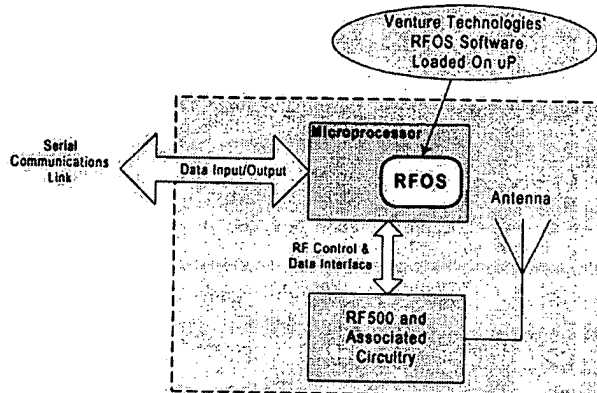 Venture Technologies'
RFOS Software
Loaded On uP
Microprocessor
Serial
Communications
Link
Data Input/Output
RFOS
Antenna
RF Control &
Data Interface
RF500 and
Associated
Circuitry